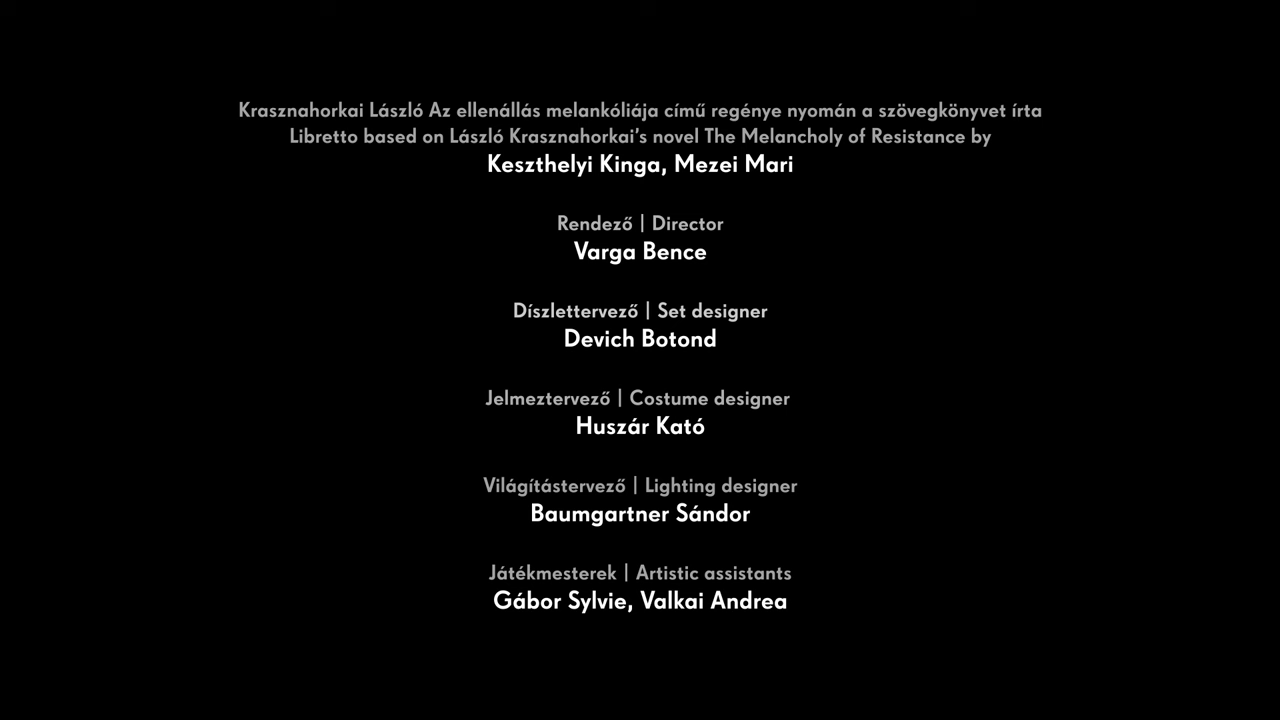 Krasznahorkai László Az ellenállás melankóliája című regénye nyomán a szövegkönyvet írta
Libretto based on László Krasznahorkai's novel The Melancholy of Resistance by
Keszthelyi Kinga, Mezei Mari
Rendező | Director
Varga Bence
Díszlettervező | Set designer
Devich Botond
Jelmeztervező | Costume designer
Huszár Kató
Világítástervező | Lighting designer
Baumgartner Sándor
Játékmesterek | Artistic assistants
Gábor Sylvie, Valkai Andrea